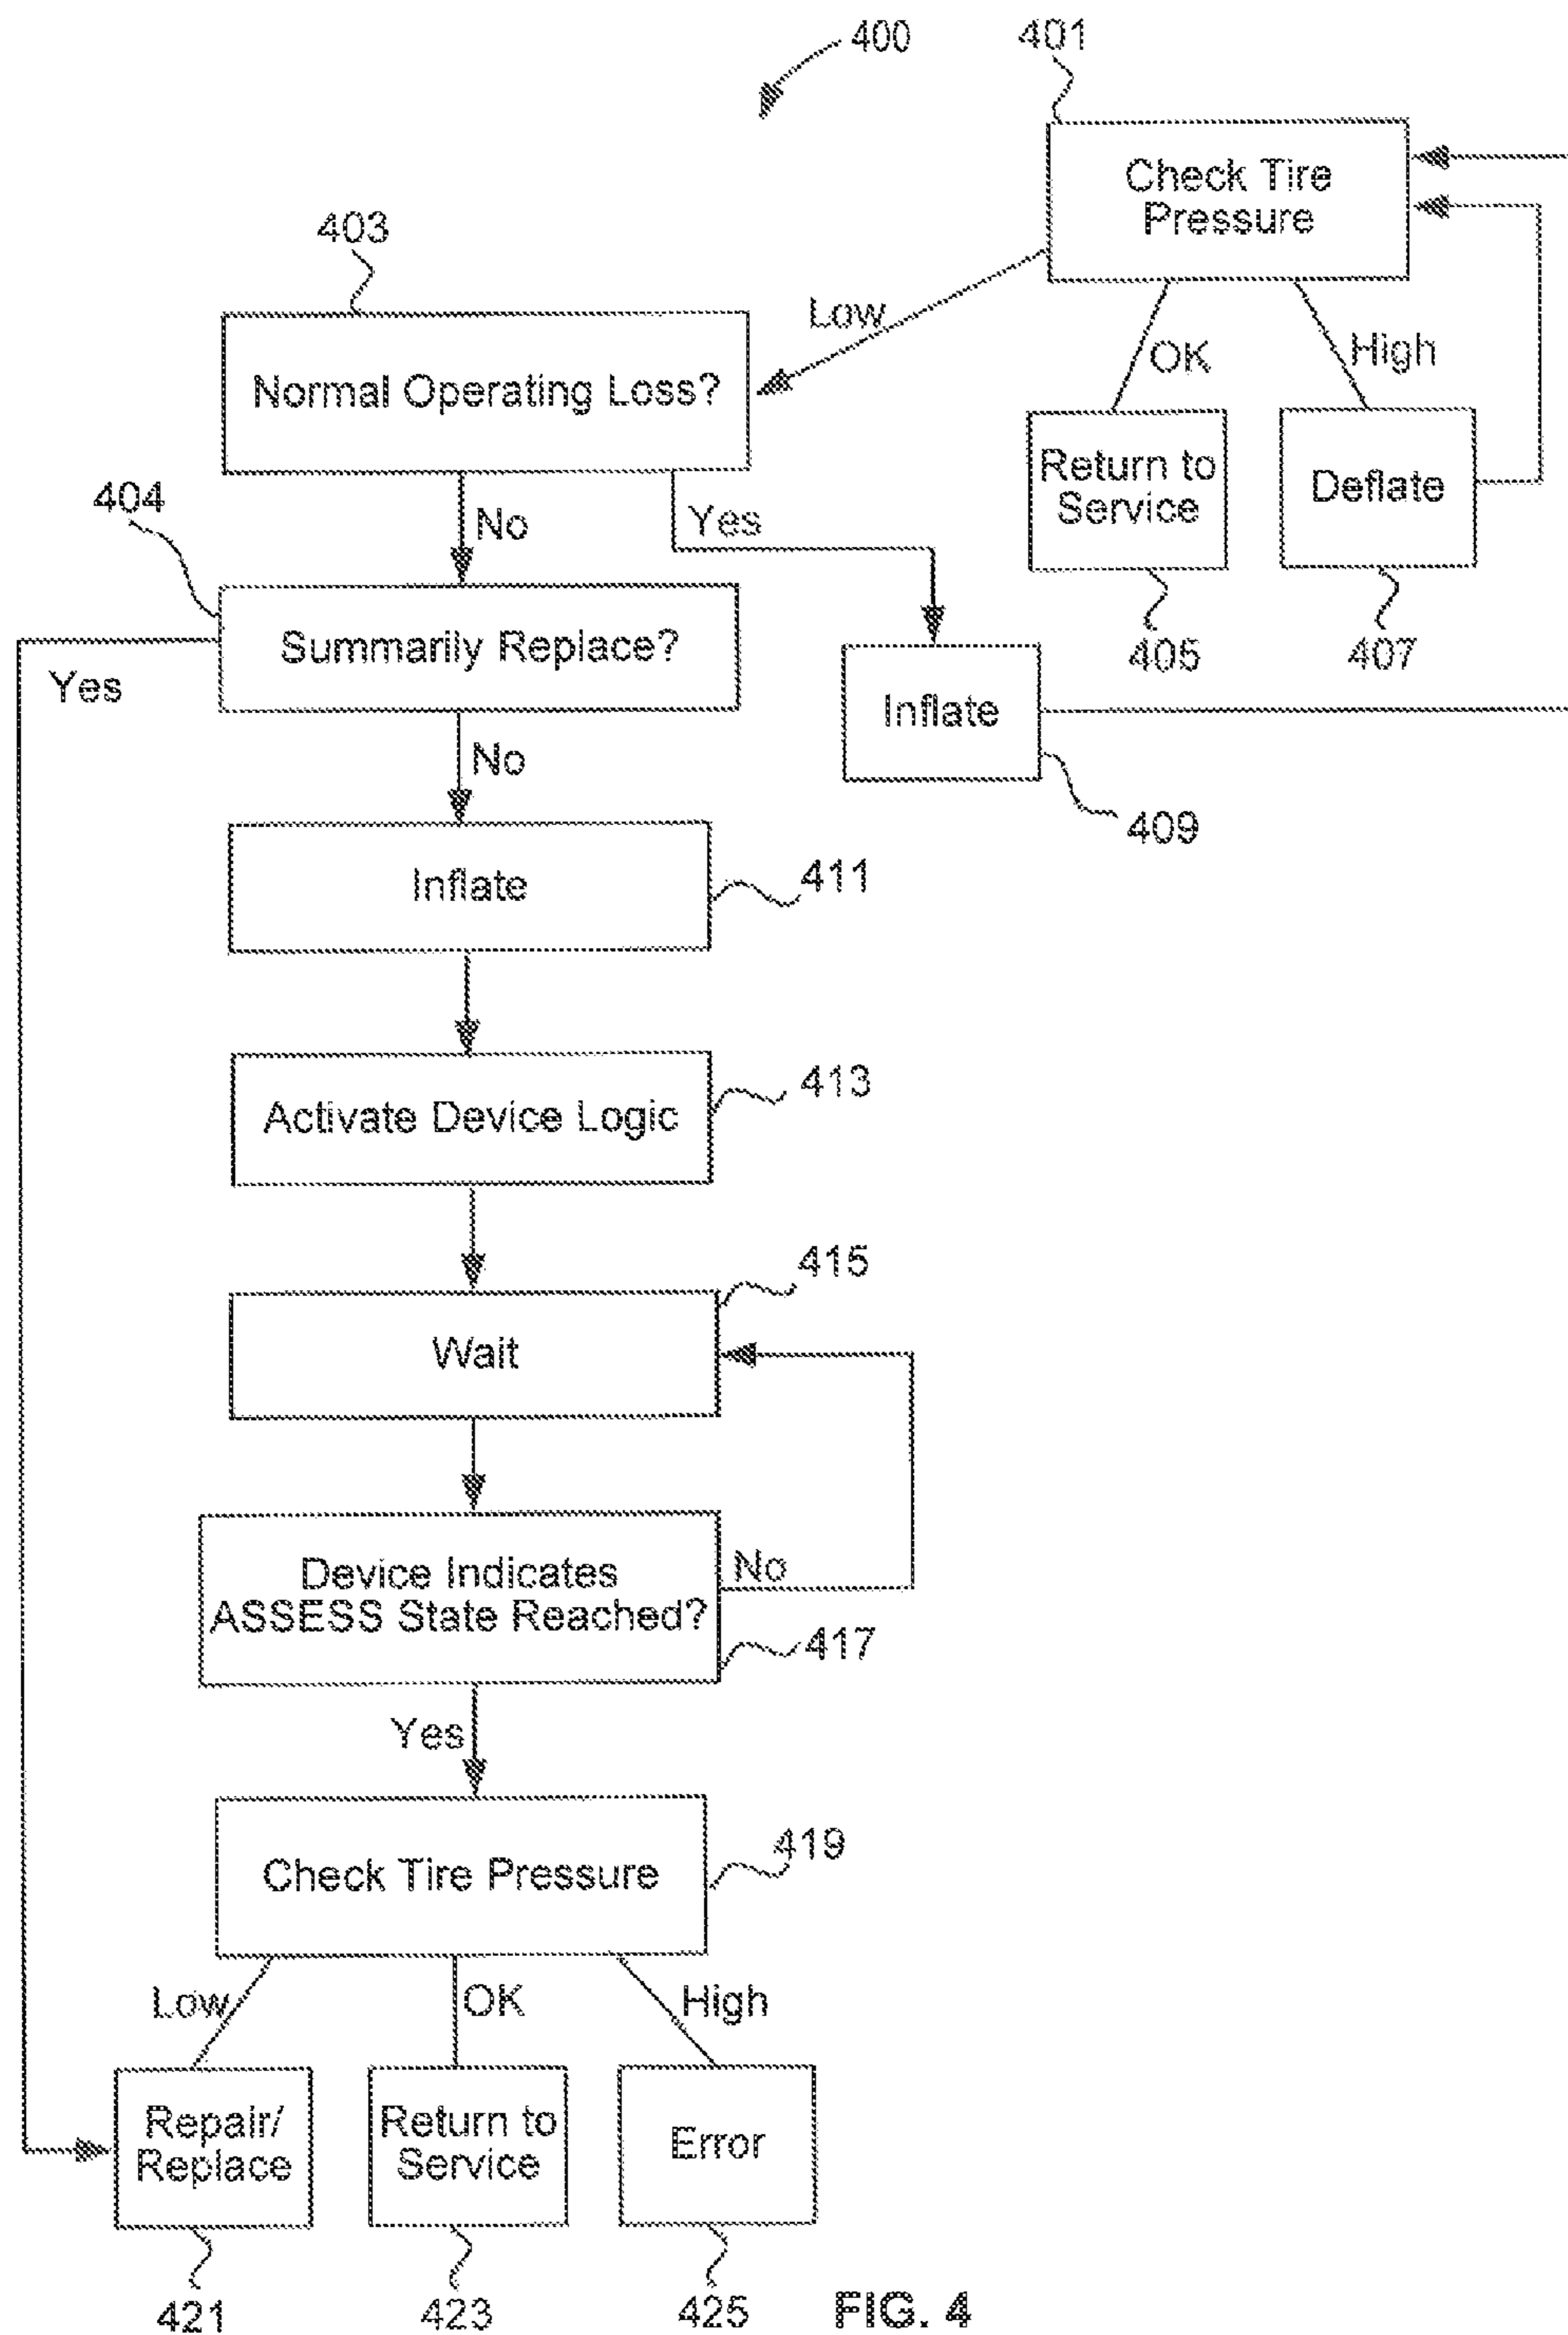 400
401
Check Tire
Pressure
403
Low
OK
High
Normal Operating Loss?
Return to
Service
Deflate
404
No
Yes
405
407
Summarily Replace?
Yes
Inflate
409
No
Inflate
411
Activate Device Logic
413
415
Wait
Device Indicates
ASSESS State Reached?
No
417
Yes
Check Tire Pressure
419
Low
OK
High
Repair/
Replace
Return to
Service
Error
421
423
425
FIG. 4